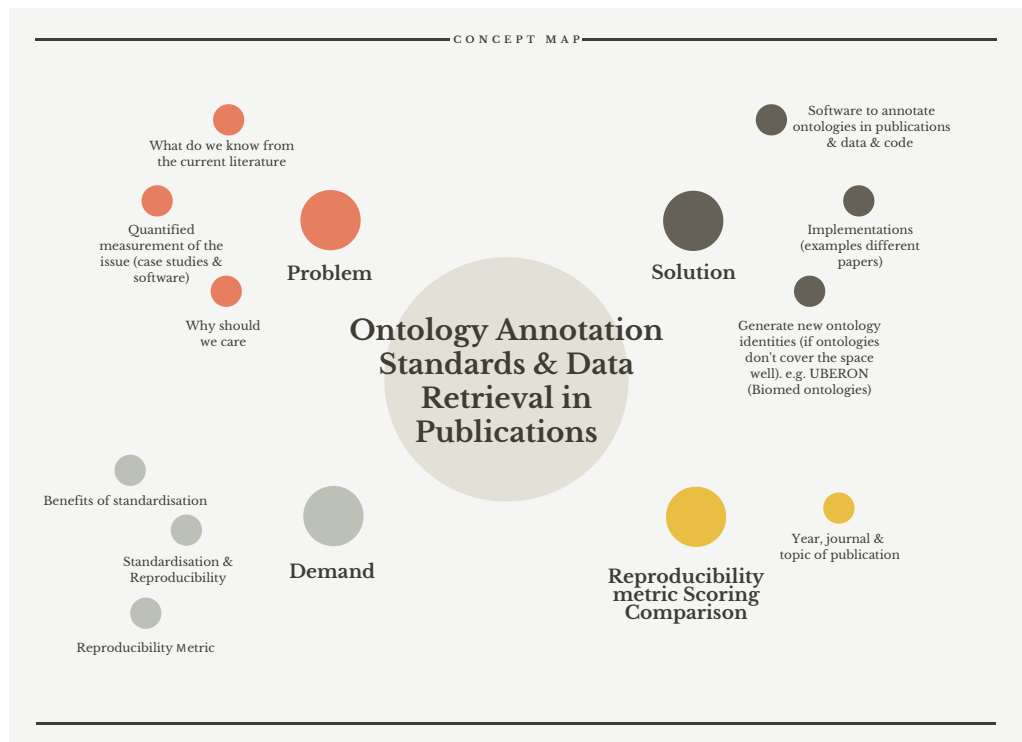 CONCEPT MAP
What do we know from
the current literature
Quantified
measurement of the
issue (case studies &
software)
Why should
we care
Problem
Software to annotate
ontologies in publications
& data & code
Implementations
(examples different
papers)
Generate new ontology
identities (if ontologies
don't cover the space
well). e.g. UBERON
(Biomed ontologies)
Solution
Ontology Annotation
Standards & Data
Retrieval in
Publications
Benefits of standardisation
Standardisation &
Reproducibility
Reproducibility Metric
Demand
Reproducibility
metric Scoring
Comparison
Year, journal &
topic of publication